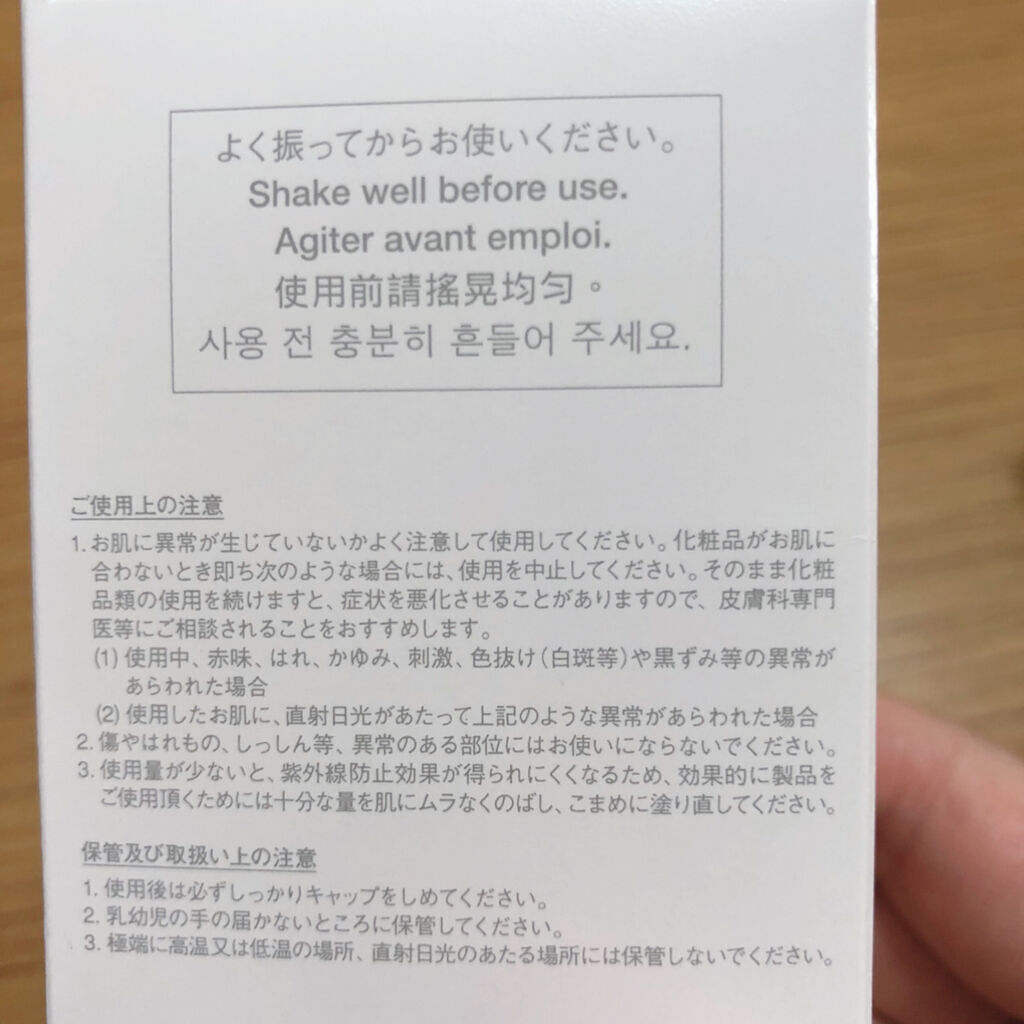 よく振ってからお使いください。
Shake well before use.
Agiter avant emploi.
使用前請搖晃均勻。
사용 전 충분히 흔들어 주세요.
ご使用上の注意
1. お肌に異常が生じていないかよく注意して使用してください。化粧品がお肌に
合わないとき即ち次のような場合には、使用を中止してください。そのまま化粧
品類の使用を続けますと、症状を悪化させることがありますので、皮膚科専門
医等にご相談されることをおすすめします。
(1) 使用中、赤味、はれ、かゆみ、刺激、色抜け(白斑等)や黒ずみ等の異常が
あらわれた場合
(2) 使用したお肌に、直射日光があたって上記のような異常があらわれた場合
2. 傷やはれもの、しっしん等、異常のある部位にはお使いにならないでください。
3. 使用量が少ないと、紫外線防止効果が得られにくくなるため、効果的に製品を
ご使用頂くためには十分な量を肌にムラなくのばし、こまめに塗り直してください。
保管及び取扱い上の注意
1. 使用後は必ずしっかりキャップをしめてください。
2. 乳幼児の手の届かないところに保管してください。
3. 極端に高温又は低温の場所、直射日光のあたる場所には保管しないでください。